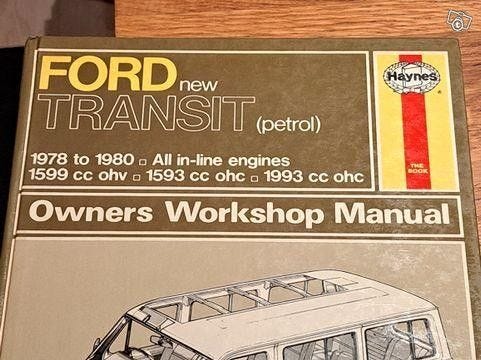 FORD new
TRANSIT (petrol)
Haynes
1978 to 1980 □ All in-line engines
1599 cc ohv □ 1593 cc ohc □ 1993 cc ohc
THE
BOOK
Owners Workshop Manual